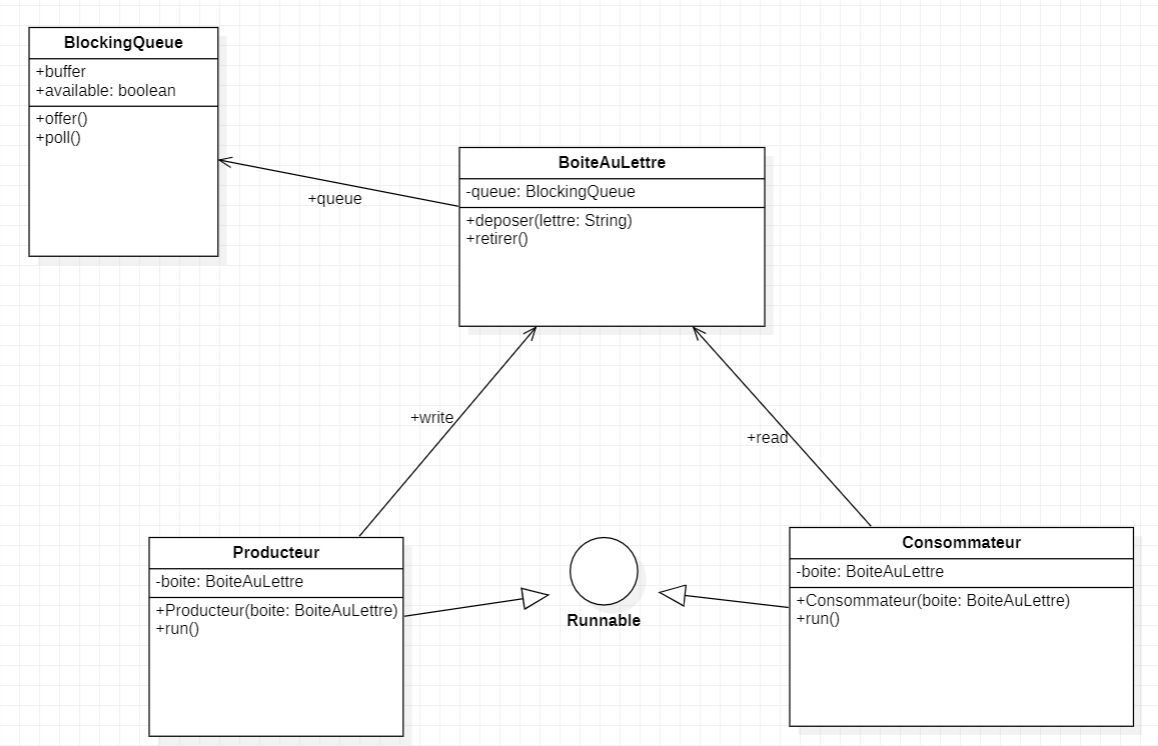 BlockingQueue
+buffer
+available: boolean
+offer()
+poll()
+queue
BoiteAuLettre
-queue: BlockingQueue
+deposer(lettre: String)
+retirer()
+write
+read
Producteur
-boite: BoiteAuLettre
+Producteur(boite: BoiteAuLettre)
+run()
Runnable
Consommateur
-boite: BoiteAuLettre
+Consommateur(boite: BoiteAuLettre)
+run()